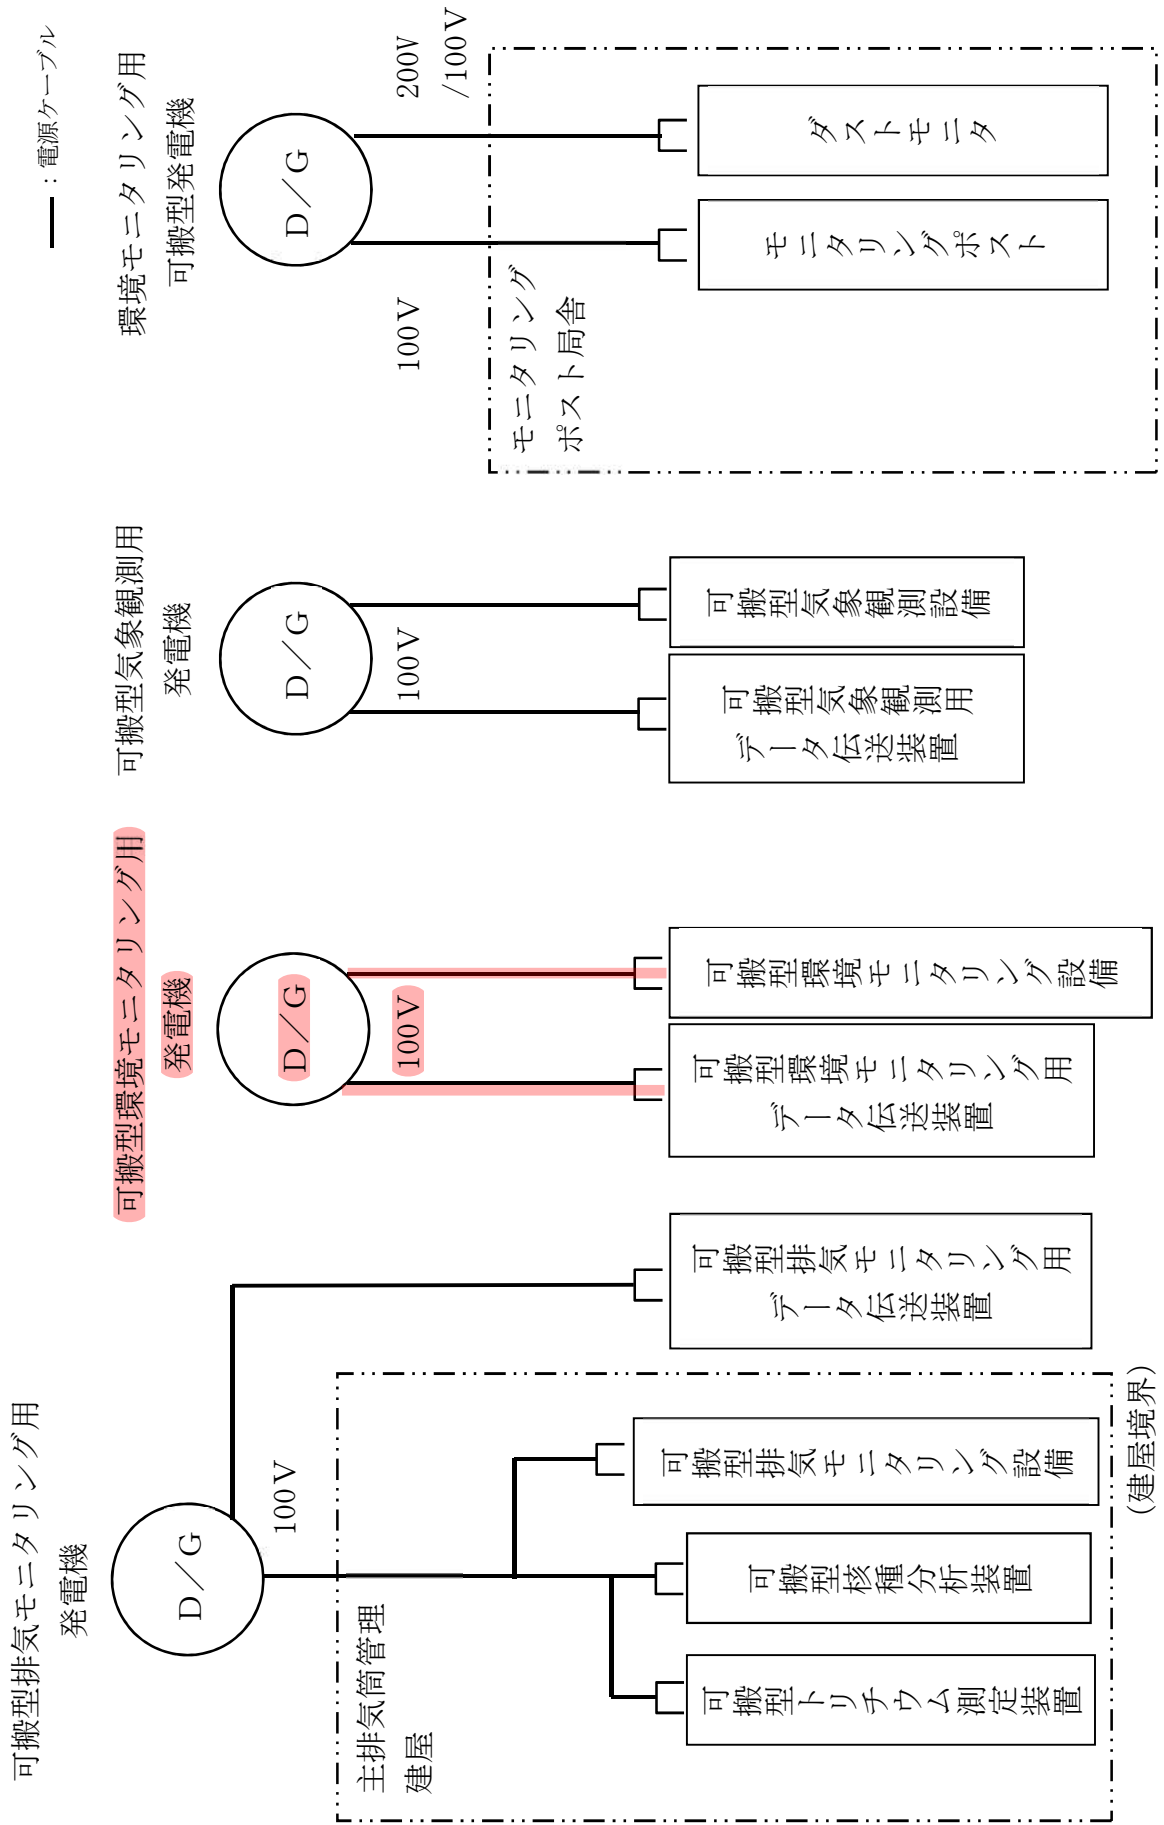 ━：電源ケーブル
可搬型排気モニタリング用
発電機
D／G
100V
主排気筒管理
建屋
可搬型トリチウム測定装置
可搬型核種分析装置
可搬型排気モニタリング設備
(建屋境界)
可搬型排気モニタリング用
データ伝送装置
可搬型環境モニタリング用
発電機
D／G
100V
可搬型環境モニタリング用
データ伝送装置
可搬型環境モニタリング設備
可搬型気象観測用
発電機
D／G
100V
可搬型気象観測用
データ伝送装置
可搬型気象観測設備
環境モニタリング用
可搬型発電機
D／G
100V
200V
/100V
モニタリング
ポスト局舎
モニタリングポスト
ダストモニタ